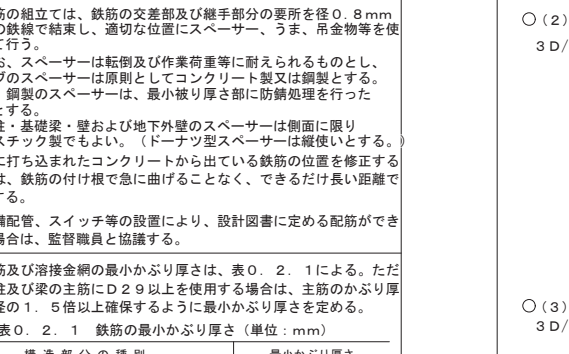 筋の組立ては、鉄筋の交差部及び継手部分の要所を径０．８ｍｍ
の鉄線で結束し、適切な位置にスペーサー、うま、吊金物等を使
て行う。
お、スペーサーは転倒及び作業荷重等に耐えられるものとし、
ブのスペーサーは原則としてコンクリート製又は鋼製とする。
、鋼製のスペーサーは、最小被り厚さ部に防錆処理を行った
とする。
柱・基礎梁・壁および地下外壁のスペーサーは側面に限り
スチック製でもよい。（ドーナツ型スペーサーは縦使いとする。）
に打ち込まれたコンクリートから出ている鉄筋の位置を修正する
は、鉄筋の付け根で急に曲げることなく、できるだけ長い距離で
する。
備配管、スイッチ等の設置により、設計図書に定める配筋ができ
場合は、監督職員と協議する。
筋及び溶接金網の最小かぶり厚さは、表０．２．１による。ただ
柱及び梁の主筋にＤ２９以上を使用する場合は、主筋のかぶり厚
径の１．５倍以上確保するように最小かぶり厚さを定める。
表０．２．１　鉄筋の最小かぶり厚さ（単位：ｍｍ）
構 造 部 分 の 種 別　最小かぶり厚さ
○（２）
３Ｄ／
○（３）
３Ｄ／